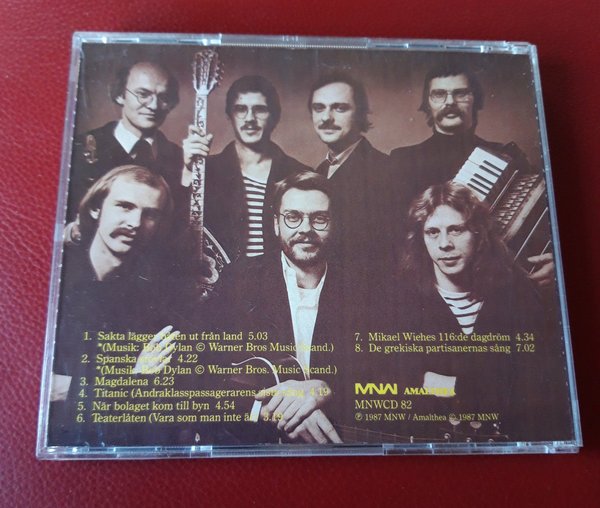 1. Sakta lägger båten ut från land 5.03
*(Musik: Bob Dylan © Warner Bros Music Scand.)
2. Spanska stövlar 4.22
*(Musik: Bob Dylan © Warner Bros. Music Scand.)
3. Magdalena 6.23
4. Titanic (Andraklasspassagerarens sista sång 4.19
5. När bolaget kom till byn 4.54
6. Teaterlåten (Vara som man inte är) 3.19
7. Mikael Wiehes 116:de dagdröm 4.34
8. De grekiska partisanernas sång 7.02
MNW AMALTHEA
MNWCD 82
℗ 1987 MNW / Amalthea © 1987 MNW